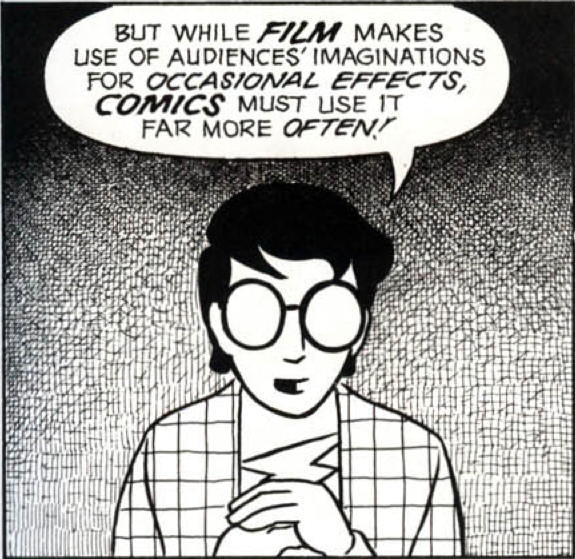 BUT WHILE FILM MAKES
USE OF AUDIENCES' IMAGINATIONS
FOR OCCASIONAL EFFECTS,
COMICS MUST USE IT
FAR MORE OFTEN!